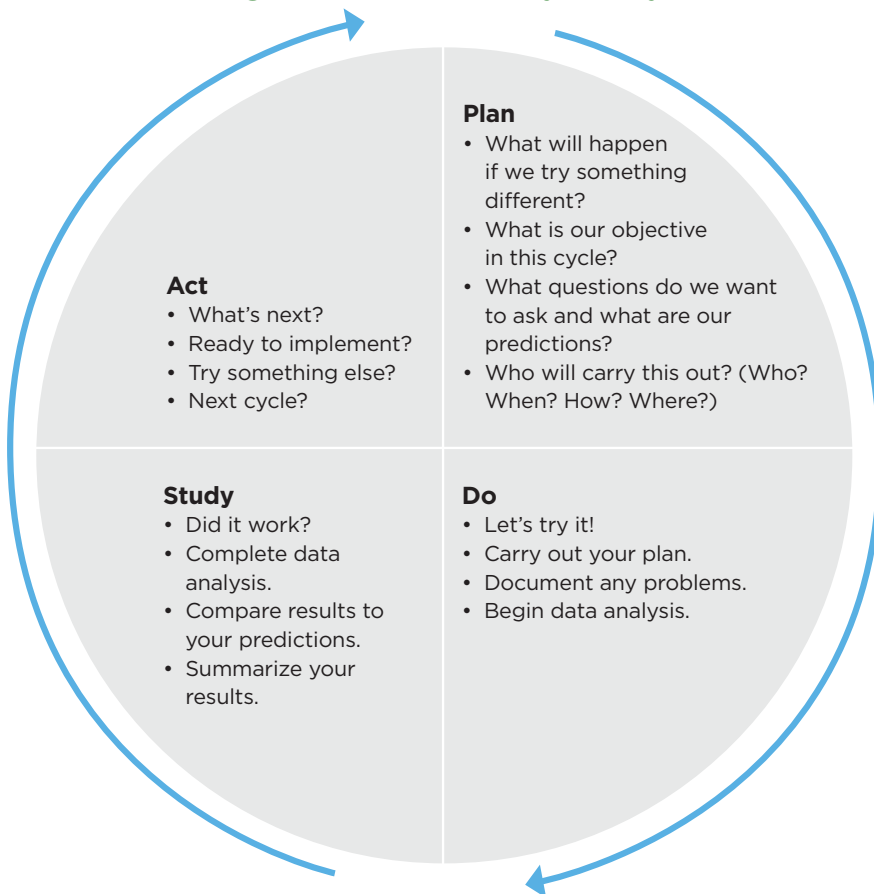 Plan
• What will happen
if we try something
different?
• What is our objective
in this cycle?
• What questions do we want
to ask and what are our
predictions?
• Who will carry this out? (Who?
When? How? Where?)
Do
• Let's try it!
• Carry out your plan.
• Document any problems.
• Begin data analysis.
Study
• Did it work?
• Complete data
analysis.
• Compare results to
your predictions.
• Summarize your
results.
Act
• What's next?
• Ready to implement?
• Try something else?
• Next cycle?